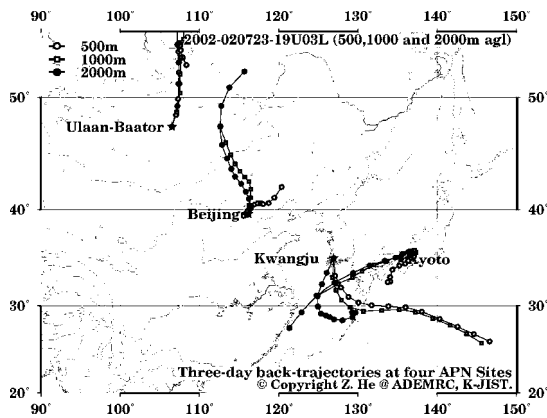 90° 100° 110° 120° 130° 140° 150°
r2002-020723-19U03L (500,1000 and 2000m agl)
500m
1000m
2000m
50° 50°
Ulaan-Baator
Beijing
40° 40°
Kwangju Kyoto
30° 30°
Three-day back-trajectories at four APN Sites
© Copyright Z. He @ ADEMRC, K-JIST.
20° 20°
90° 100° 110° 120° 130° 140° 150°